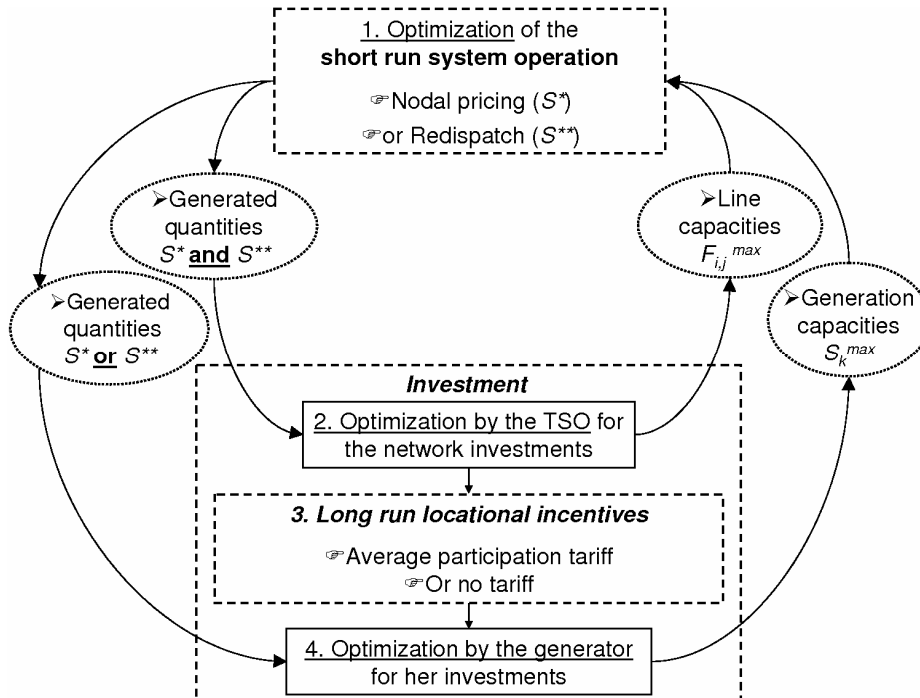 1. Optimization of the
short run system operation
☞Nodal pricing (S*)
☞or Redispatch (S**)
➢Generated
quantities
S* and S**
➢Line
capacities
F i,j max
➢Generated
quantities
S* or S**
➢Generation
capacities
S k max
Investment
2. Optimization by the TSO for
the network investments
3. Long run locational incentives
☞Average participation tariff
☞Or no tariff
4. Optimization by the generator
for her investments